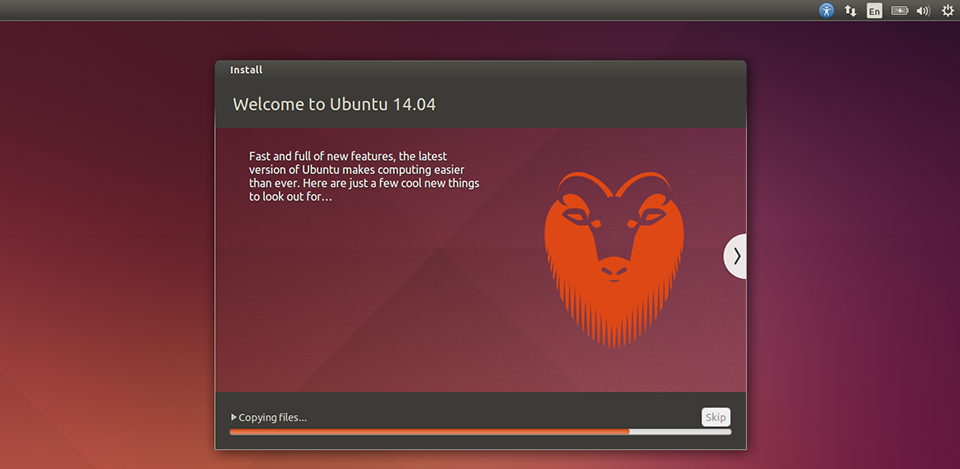 En
Install
Welcome to Ubuntu 14.04
Fast and full of new features, the latest
version of Ubuntu makes computing easier
than ever. Here are just a few cool new things
to look out for…
Copying files...
Skip